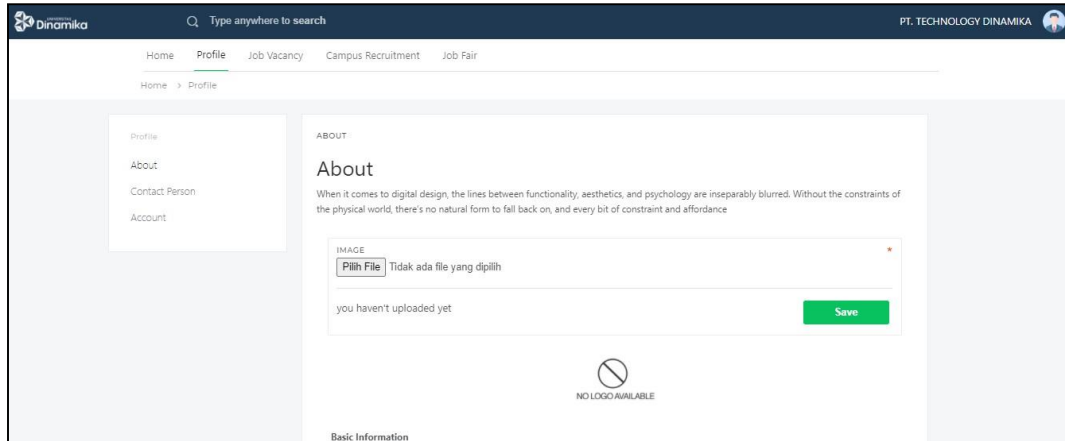 UNIVERSITAS
Dinamika
Type anywhere to search
PT. TECHNOLOGY DINAMIKA
Home Profile Job Vacancy Campus Recruitment Job Fair
Home > Profile
Profile
About
Contact Person
Account
ABOUT
About
When it comes to digital design, the lines between functionality, aesthetics, and psychology are inseparably blurred. Without the constraints of
the physical world, there's no natural form to fall back on, and every bit of constraint and affordance
IMAGE *
Pilih File Tidak ada file yang dipilih
you haven't uploaded yet
Save
NO LOGO AVAILABLE
Basic Information